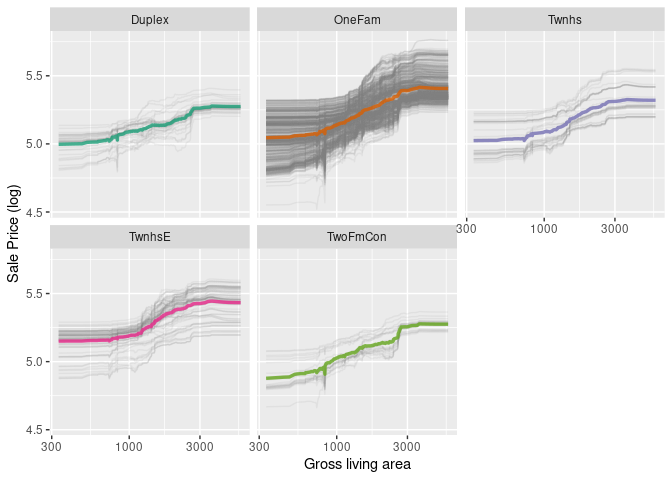 Duplex
OneFam
Twnhs
5.5
5.0
4.5
300
1000
3000
TwnhsE
TwoFmCon
5.5
5.0
4.5
300
1000
3000
300
1000
3000
Sale Price (log)
Gross living area